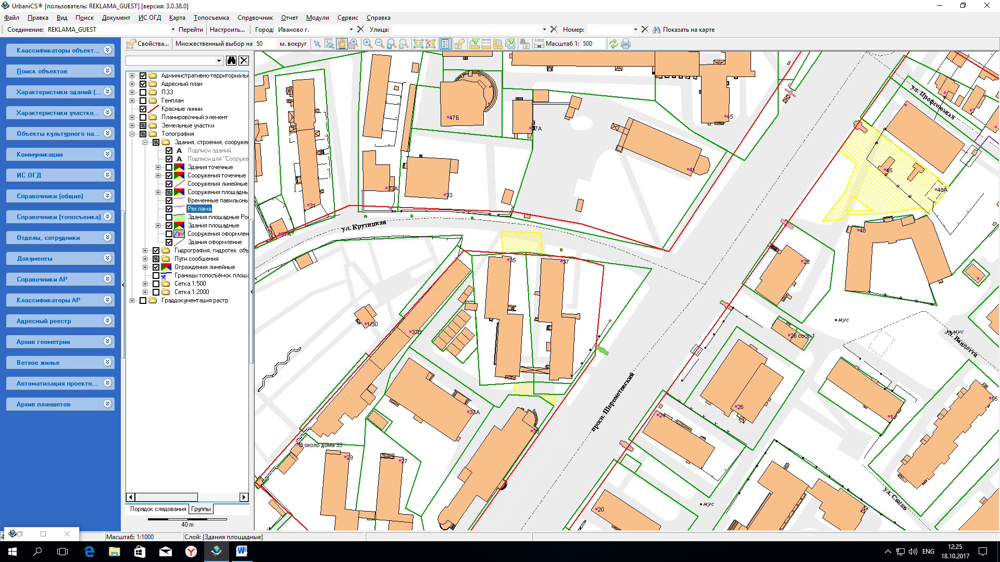 UrbaniCS® [пользователь: REKLAMA_GUEST] [версия: 3.0.38.0]
Файл Правка Вид Поиск Документ ИС ОГД Карта Топосъемка Справочник Отчет Модули Сервис Справка
Соединение: REKLAMA_GUEST Перейти Настроить... Город: Иваново г. Улица: Номер: Показать на карте
Свойства... Множественный выбор на 50 м. вокруг Масштаб 1: 500
Классификаторы объект...
Поиск объектов
Характеристики зданий (...
Характеристики участко...
Объекты культурного на...
Коммуникации
ИС ОГД
Справочники (общие)
Справочники (топосъемка)
Отделы, сотрудники
Документы
Справочники АР
Классификаторы АР
Адресный реестр
Архив геометрии
Ветхое жилье
Автоматизация проектн...
Архив планшетов
Административно-территориаль
Адресный план
ПЗЗ
Генплан
Красные линии
Планировочный элемент
Земельные участки
Топография
Здания, строения, сооружен
Подписи зданий
Подписи для "Сооруже
Здания точечные
Сооружения точечные
Сооружения линейные
Сооружения площадны
Временные павильоны
Реклама
Здания площадные Рос
Здания площадные
Сооружения оформлен
Здания оформление
Гидрография, гидротех. объ
Пути сообщения
Ограждения линейные
Границы топосъёмок площа
Сетка 1:500
Сетка 1:2000
Граддокументация растр
Порядок следования Группы
40 m
47Б
45
47А
41
31
33А
33
31А
ул. Крутицкая
ул. Профсоюзная
46
48А
48
35
37
28
1/30
33В
мус
26 соор.1
мус
ул. Ванцетти
просп. Шереметевский
33А
26
24
15
В около дома 33
29
27
20
мус
ул. Сакко
Масштаб: 1:1000 Слой: [Здания площадные]
ENG
12:25
18.10.2017